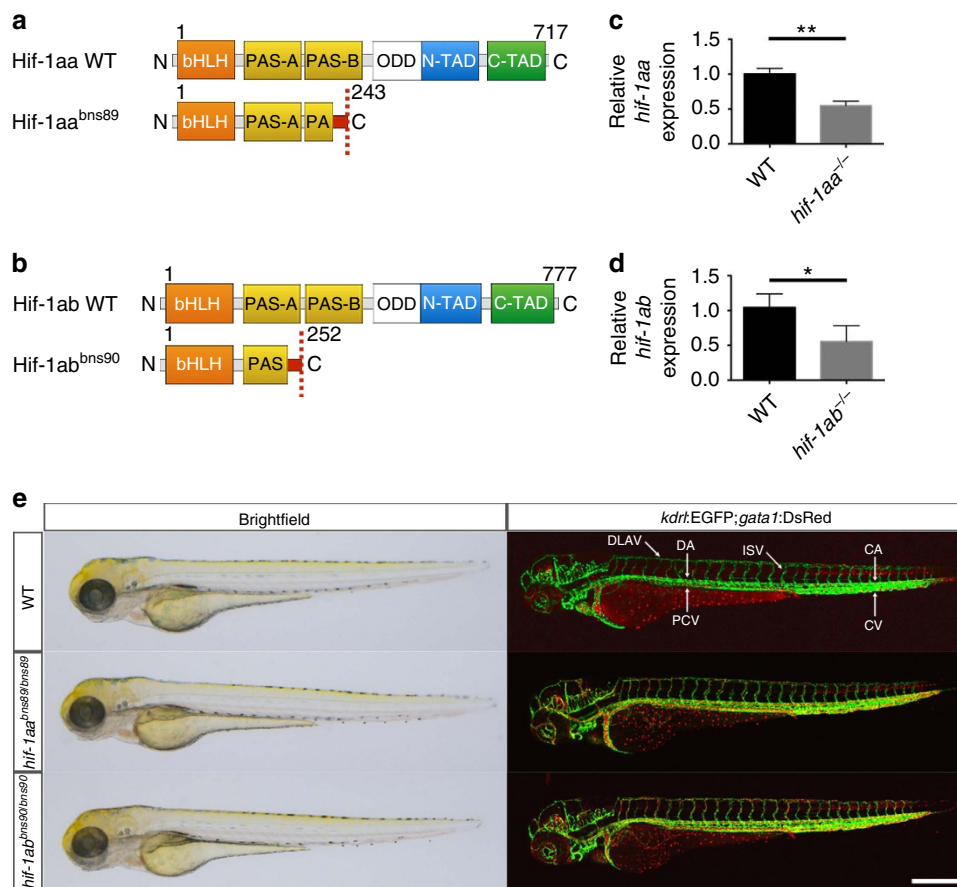 a
1 717
Hif-1aa WT N bHLH PAS-A PAS-B ODD N-TAD C-TAD C
1 243
Hif-1aa^bns89 N bHLH PAS-A PA C
b
1 777
Hif-1ab WT N bHLH PAS-A PAS-B ODD N-TAD C-TAD C
1 252
Hif-1ab^bns90 N bHLH PAS C
c
Relative
hif-1aa
expression
1.5
1.0
0.5
0.0
**
WT
hif-1aa^−/−
d
Relative
hif-1ab
expression
1.5
1.0
0.5
0.0
*
WT
hif-1ab^−/−
e
Brightfield
kdrl:EGFP;gata1:DsRed
WT
DLAV DA ISV CA
PCV CV
hif-1aa^bns89/bns89
hif-1ab^bns90/bns90